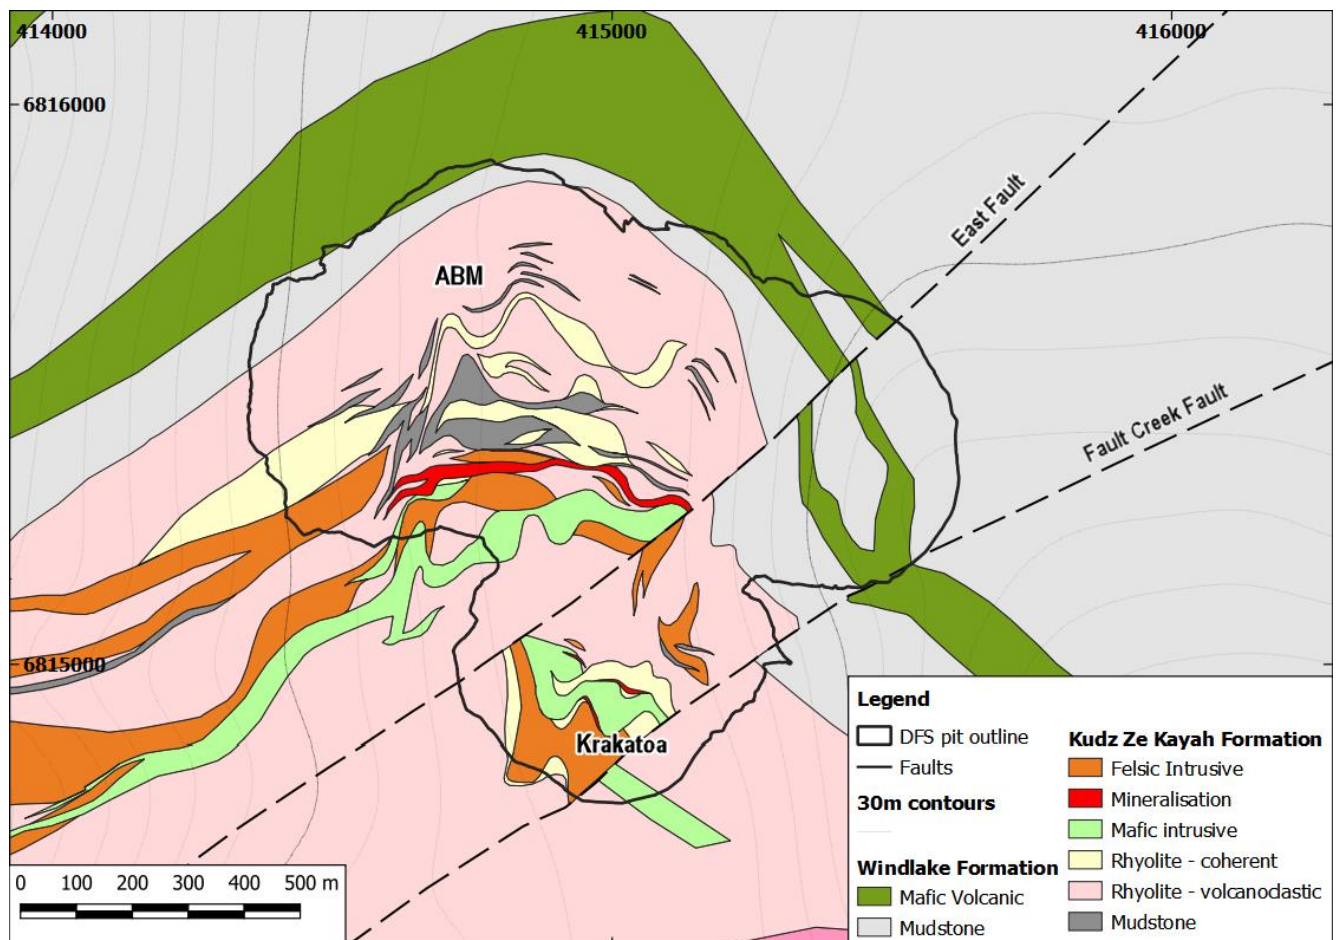 414000
415000
416000
6816000
East Fault
ABM
Fault Creek Fault
6815000
Krakatoa
Legend
DFS pit outline
Faults
30m contours
Windlake Formation
Mafic Volcanic
Mudstone
Kudz Ze Kayah Formation
Felsic Intrusive
Mineralisation
Mafic intrusive
Rhyolite - coherent
Rhyolite - volcanoclastic
Mudstone
0 100 200 300 400 500 m